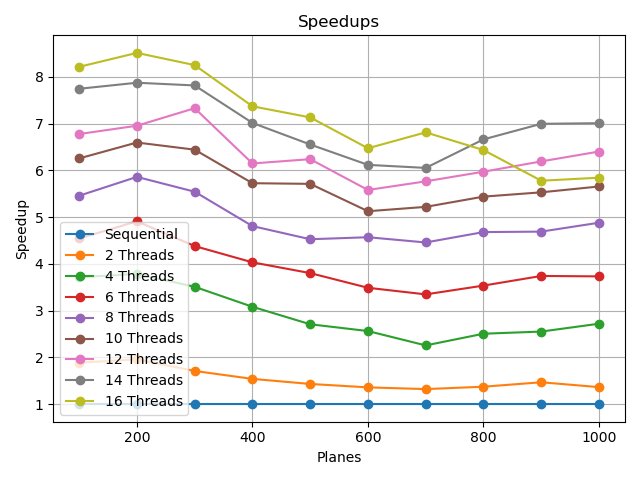 Speedups
Speedup
8
7
6
5
4
3
2
1
Sequential
2 Threads
4 Threads
6 Threads
8 Threads
10 Threads
12 Threads
14 Threads
16 Threads
200 400 600 800 1000
Planes